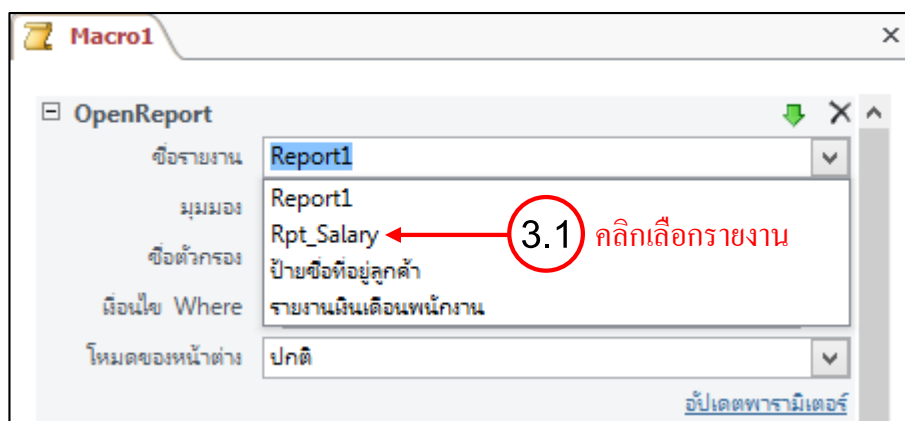 Macro1
OpenReport
ชื่อรายงาน Report1
มุมมอง Report1
Rpt_Salary 3.1 คลิกเลือกรายงาน
ชื่อตัวกรอง ป้ายชื่อที่อยู่ลูกค้า
เงื่อนไข Where รายงานเงินเดือนพนักงาน
โหมดของหน้าต่าง ปกติ
อัปเดตพารามิเตอร์